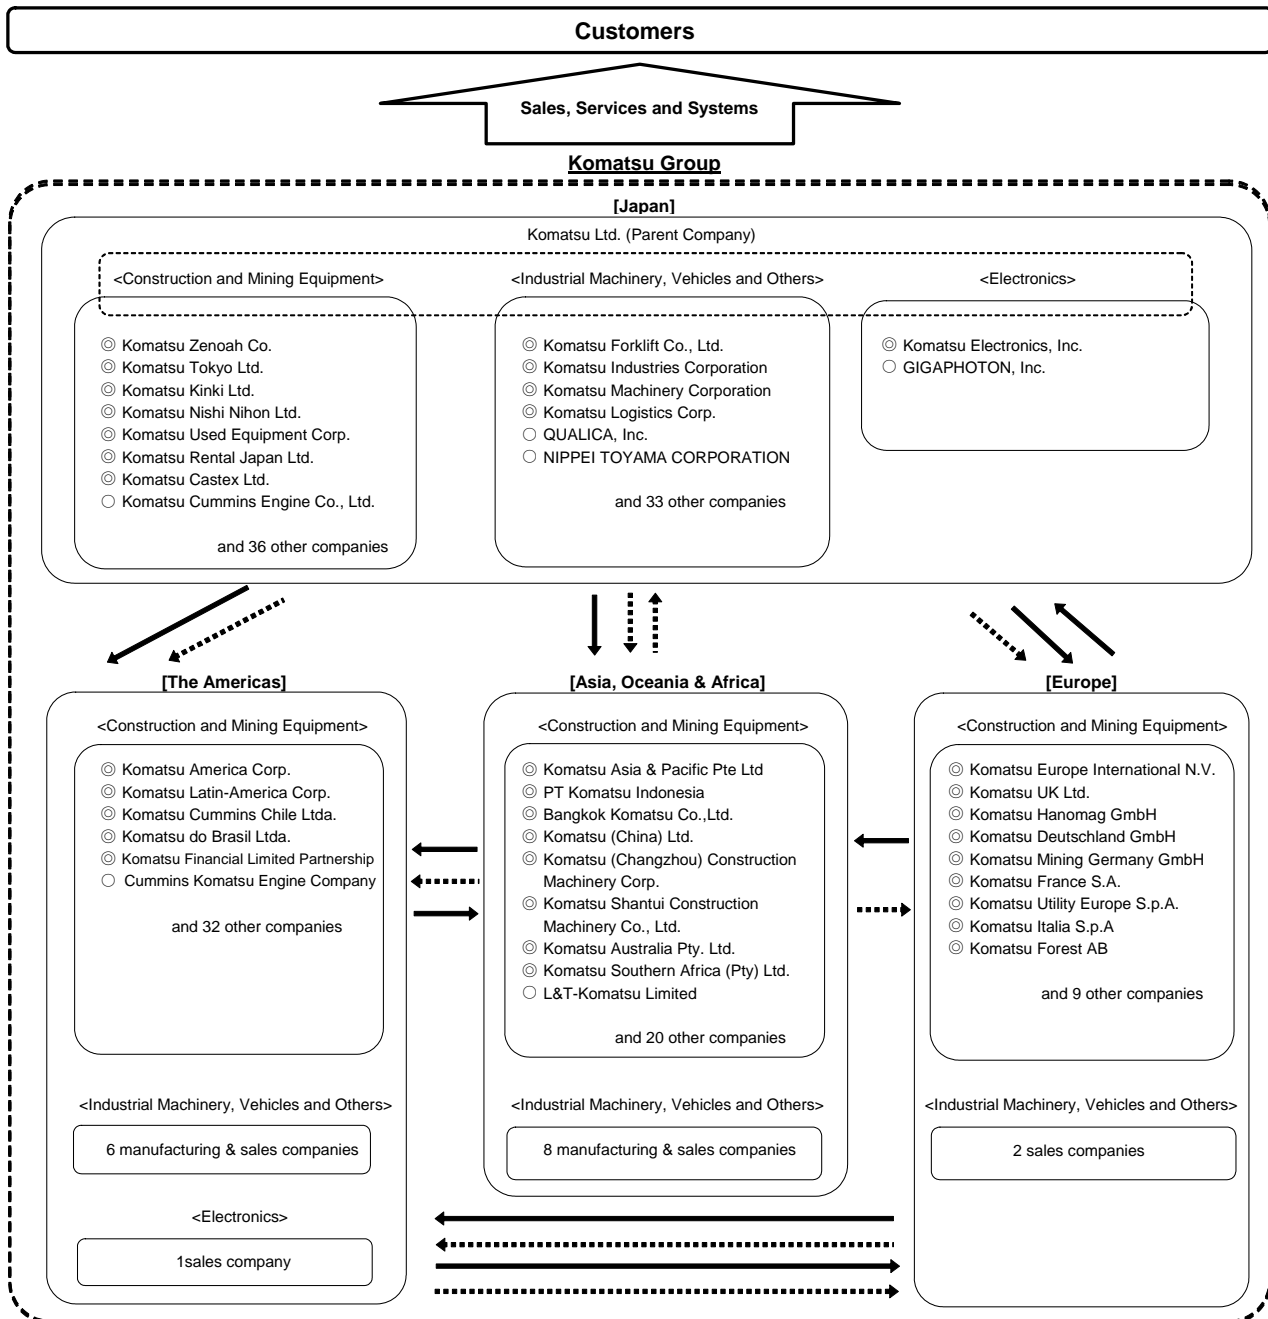 Customers
Sales, Services and Systems
Komatsu Group
[Japan]
Komatsu Ltd. (Parent Company)
<Construction and Mining Equipment>
◎ Komatsu Zenoah Co.
◎ Komatsu Tokyo Ltd.
◎ Komatsu Kinki Ltd.
◎ Komatsu Nishi Nihon Ltd.
◎ Komatsu Used Equipment Corp.
◎ Komatsu Rental Japan Ltd.
◎ Komatsu Castex Ltd.
○ Komatsu Cummins Engine Co., Ltd.
and 36 other companies
<Industrial Machinery, Vehicles and Others>
◎ Komatsu Forklift Co., Ltd.
◎ Komatsu Industries Corporation
◎ Komatsu Machinery Corporation
◎ Komatsu Logistics Corp.
○ QUALICA, Inc.
○ NIPPEI TOYAMA CORPORATION
and 33 other companies
<Electronics>
◎ Komatsu Electronics, Inc.
○ GIGAPHOTON, Inc.
[The Americas]
<Construction and Mining Equipment>
◎ Komatsu America Corp.
◎ Komatsu Latin-America Corp.
◎ Komatsu Cummins Chile Ltda.
◎ Komatsu do Brasil Ltda.
◎ Komatsu Financial Limited Partnership
○ Cummins Komatsu Engine Company
and 32 other companies
<Industrial Machinery, Vehicles and Others>
6 manufacturing & sales companies
<Electronics>
1sales company
[Asia, Oceania & Africa]
<Construction and Mining Equipment>
◎ Komatsu Asia & Pacific Pte Ltd
◎ PT Komatsu Indonesia
◎ Bangkok Komatsu Co.,Ltd.
◎ Komatsu (China) Ltd.
◎ Komatsu (Changzhou) Construction
Machinery Corp.
◎ Komatsu Shantui Construction
Machinery Co., Ltd.
◎ Komatsu Australia Pty. Ltd.
◎ Komatsu Southern Africa (Pty) Ltd.
○ L&T-Komatsu Limited
and 20 other companies
<Industrial Machinery, Vehicles and Others>
8 manufacturing & sales companies
[Europe]
<Construction and Mining Equipment>
◎ Komatsu Europe International N.V.
◎ Komatsu UK Ltd.
◎ Komatsu Hanomag GmbH
◎ Komatsu Deutschland GmbH
◎ Komatsu Mining Germany GmbH
◎ Komatsu France S.A.
◎ Komatsu Utility Europe S.p.A.
◎ Komatsu Italia S.p.A
◎ Komatsu Forest AB
and 9 other companies
<Industrial Machinery, Vehicles and Others>
2 sales companies